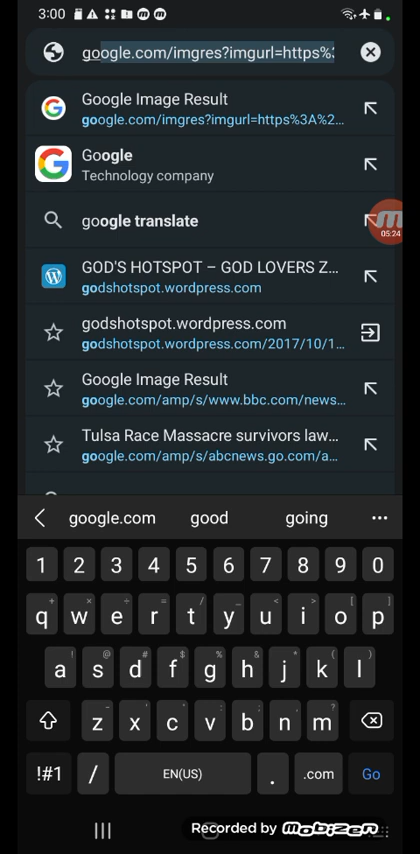 3:00
google.com/imgres?imgurl=https%3
Google Image Result
google.com/imgres?imgurl=https%3A%2...
Google
Technology company
google translate
05:24
GOD'S HOTSPOT – GOD LOVERS Z...
godshotspot.wordpress.com
godshotspot.wordpress.com
godshotspot.wordpress.com/2017/10/1...
Google Image Result
google.com/amp/s/www.bbc.com/news...
Tulsa Race Massacre survivors law...
google.com/amp/s/abcnews.go.com/a...
google.com good going ...
1 2 3 4 5 6 7 8 9 0
q w e r t y u i o p
a s d f g h j k l
z x c v b n m
!#1 / EN(US) . .com Go
Recorded by mobizen